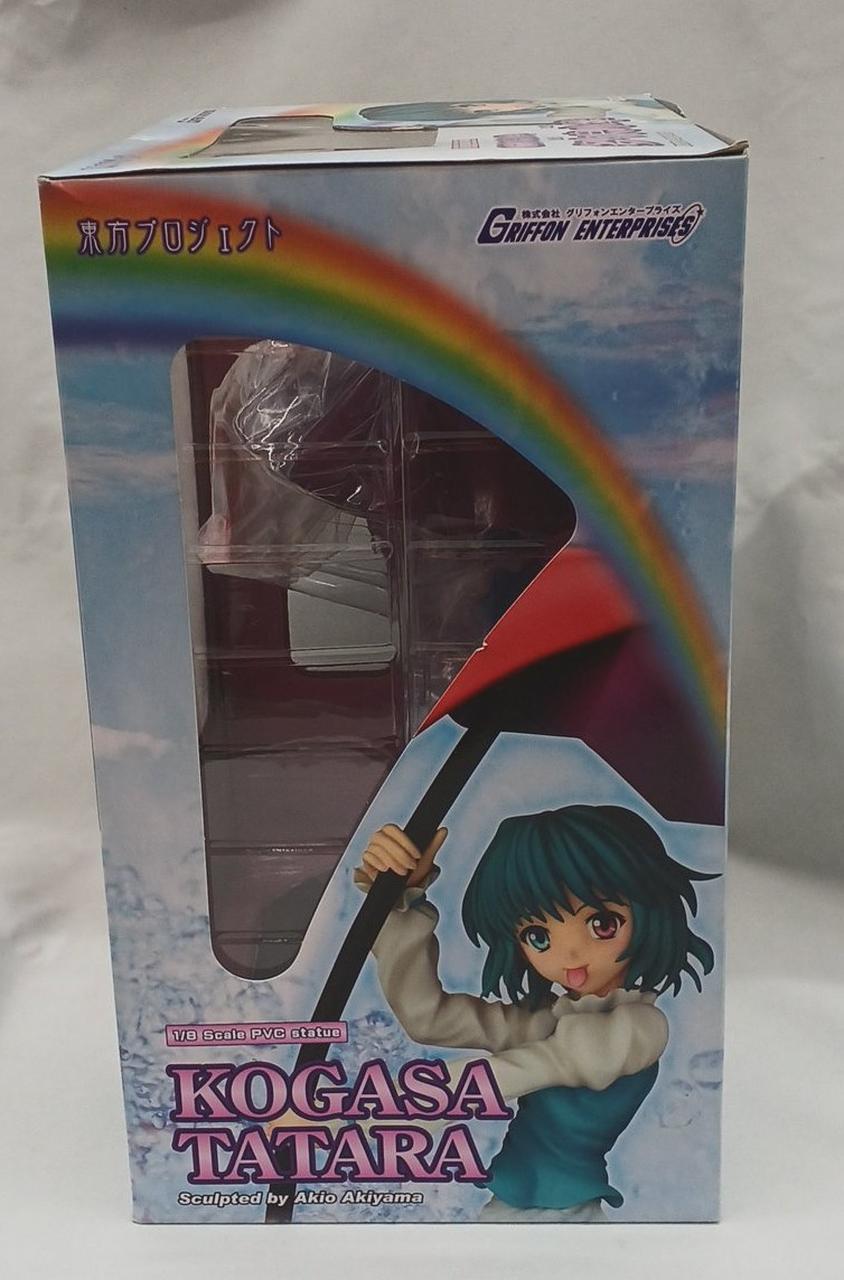 東方プロジェクト
株式会社 グリフォンエンタープライズ
GRIFFON ENTERPRISES
1/8 Scale PVC statue
KOGASA
TATARA
Sculpted by Akio Akiyama